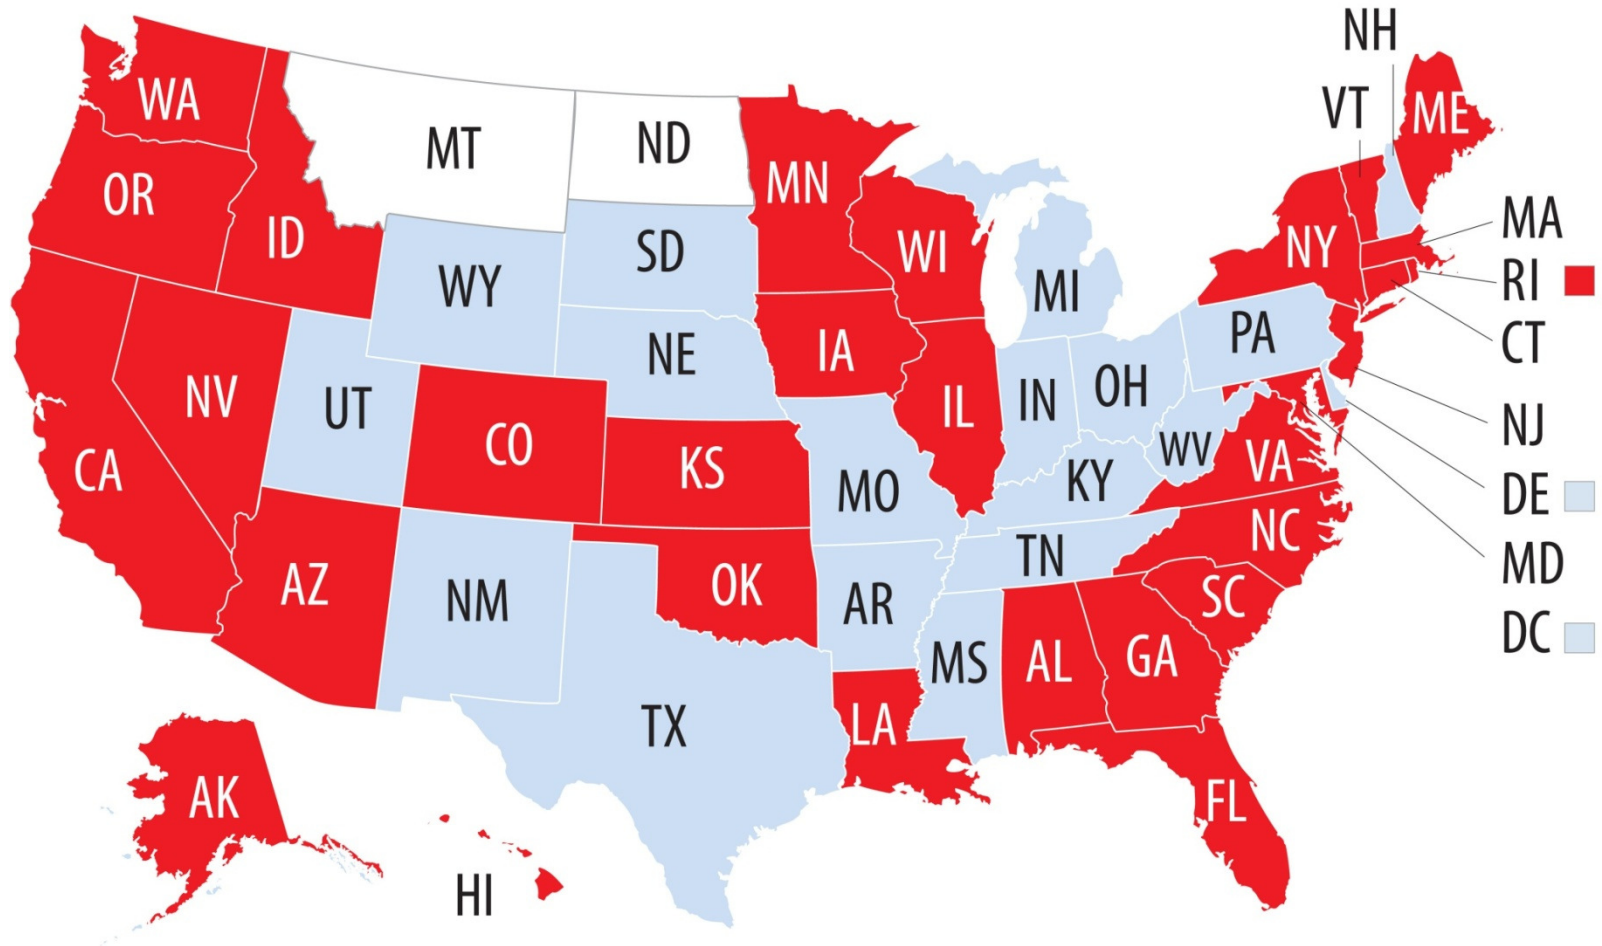 NH
VT
ME
WA
MT
ND
OR
MN
ID
SD
WI
NY
MA
RI
WY
MI
CT
NE
IA
PA
NV
UT
IL
IN
OH
NJ
CA
CO
KS
MO
KY
WV
VA
DE
AZ
NM
OK
AR
TN
NC
MD
SC
DC
MS
AL
GA
TX
LA
AK
FL
HI